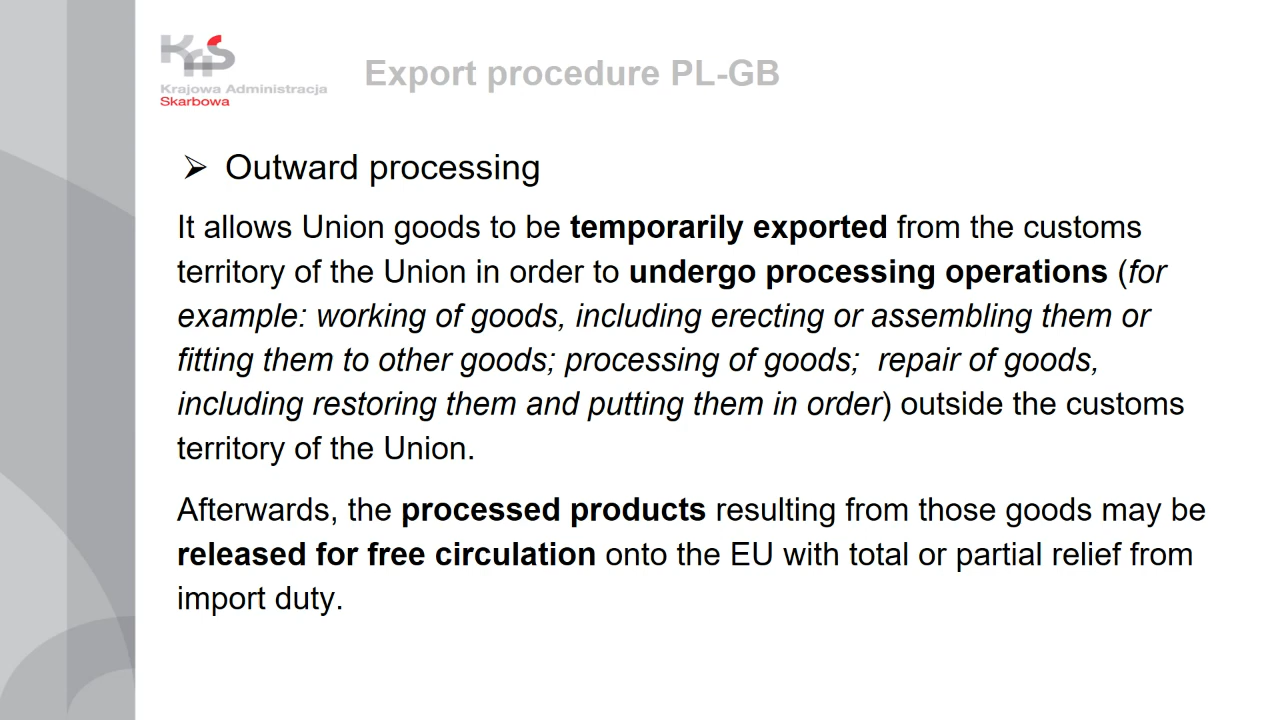 KAS
Krajowa Administracja
Skarbowa
Export procedure PL-GB
➢ Outward processing
It allows Union goods to be temporarily exported from the customs
territory of the Union in order to undergo processing operations (for
example: working of goods, including erecting or assembling them or
fitting them to other goods; processing of goods;  repair of goods,
including restoring them and putting them in order) outside the customs
territory of the Union.
Afterwards, the processed products resulting from those goods may be
released for free circulation onto the EU with total or partial relief from
import duty.